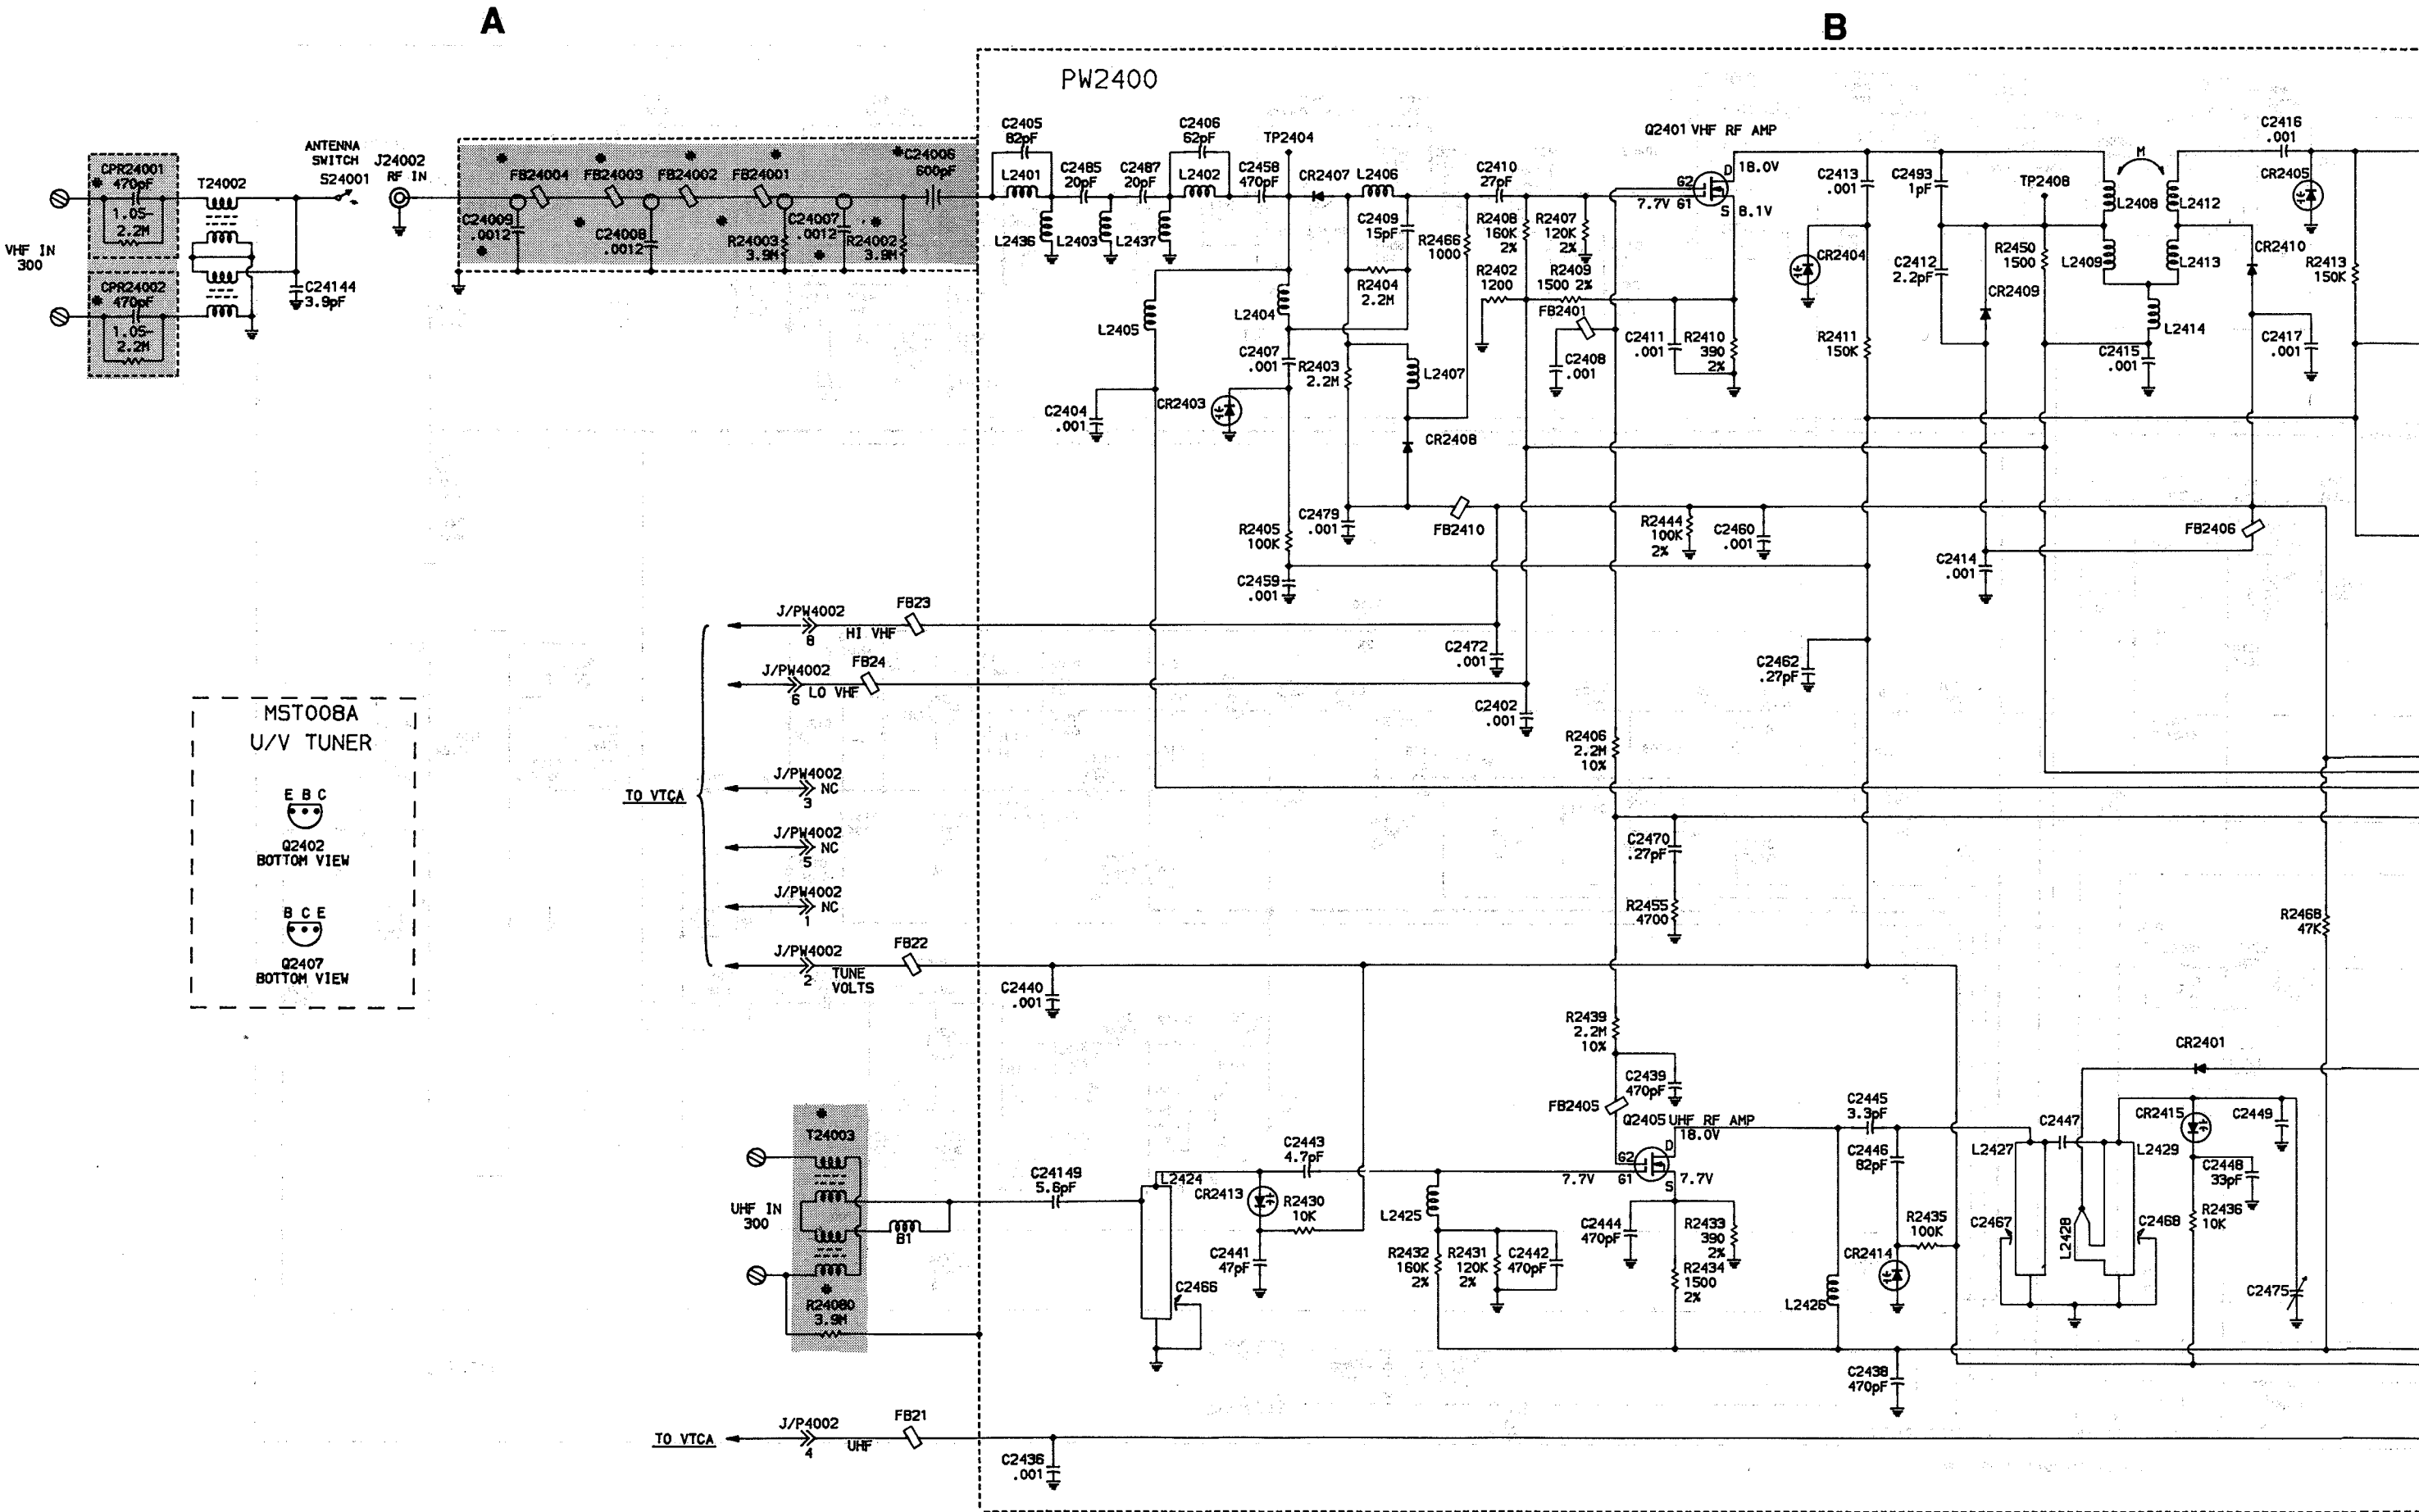 A
B
PW2400
ANTENNA
SWITCH
S24001
J24002
RF IN
CPR24001
470pF
1.05-
2.2M
T24002
VHF IN
300
CPR24002
470pF
1.05-
2.2M
C24144
3.9pF
FB24004
FB24003
FB24002
FB24001
C24006
600pF
C24009
.0012
C24008
.0012
R24003
3.9M
C24007
.0012
R24002
3.9M
C2405
82pF
L2401
C2485
20pF
C2487
20pF
C2406
62pF
L2402
C2458
470pF
TP2404
CR2407
L2406
C2410
27pF
L2436
L2403
L2437
C2409
15pF
R2466
1000
R2408
160K
2%
R2407
120K
2%
Q2401 VHF RF AMP
D
18.0V
G2
7.7V G1
S
8.1V
C2413
.001
C2493
1pF
TP2408
M
C2416
.001
CR2405
L2408
L2412
CR2404
C2412
2.2pF
R2450
1500
L2409
L2413
CR2410
R2413
150K
CR2409
L2414
C2415
.001
C2417
.001
L2405
L2404
R2404
2.2M
R2402
1200
R2409
1500 2%
FB2401
C2408
.001
C2411
.001
R2410
390
2%
R2411
150K
C2407
.001
R2403
2.2M
L2407
C2404
.001
CR2403
CR2408
R2405
100K
C2479
.001
FB2410
R2444
100K
2%
C2460
.001
C2414
.001
FB2406
C2459
.001
J/PW4002
8
HI VHF
FB23
C2472
.001
J/PW4002
6
LO VHF
FB24
C2402
.001
C2462
.27pF
MST008A
U/V TUNER
E B C
Q2402
BOTTOM VIEW
B C E
Q2407
BOTTOM VIEW
TO VTCA
J/PW4002
NC
3
J/PW4002
NC
5
J/PW4002
NC
1
J/PW4002
2
TUNE
VOLTS
FB22
R2406
2.2M
10%
C2470
.27pF
R2455
4700
R2468
47K
C2440
.001
R2439
2.2M
10%
C2439
470pF
FB2405
Q2405 UHF RF AMP
D
18.0V
G2
7.7V
G1
S
7.7V
CR2401
T24003
UHF IN
300
B1
R24080
3.9M
C24149
5.6pF
L2424
C2466
CR2413
C2443
4.7pF
R2430
10K
C2441
47pF
L2425
R2432
160K
2%
R2431
120K
2%
C2442
470pF
C2444
470pF
R2433
390
2%
R2434
1500
2%
C2445
3.3pF
C2446
82pF
R2435
100K
CR2414
L2426
C2438
470pF
L2427
C2447
L2429
C2467
L2428
C2468
CR2415
C2449
C2448
33pF
R2436
10K
C2475
TO VTCA
J/P4002
4
UHF
FB21
C2436
.001